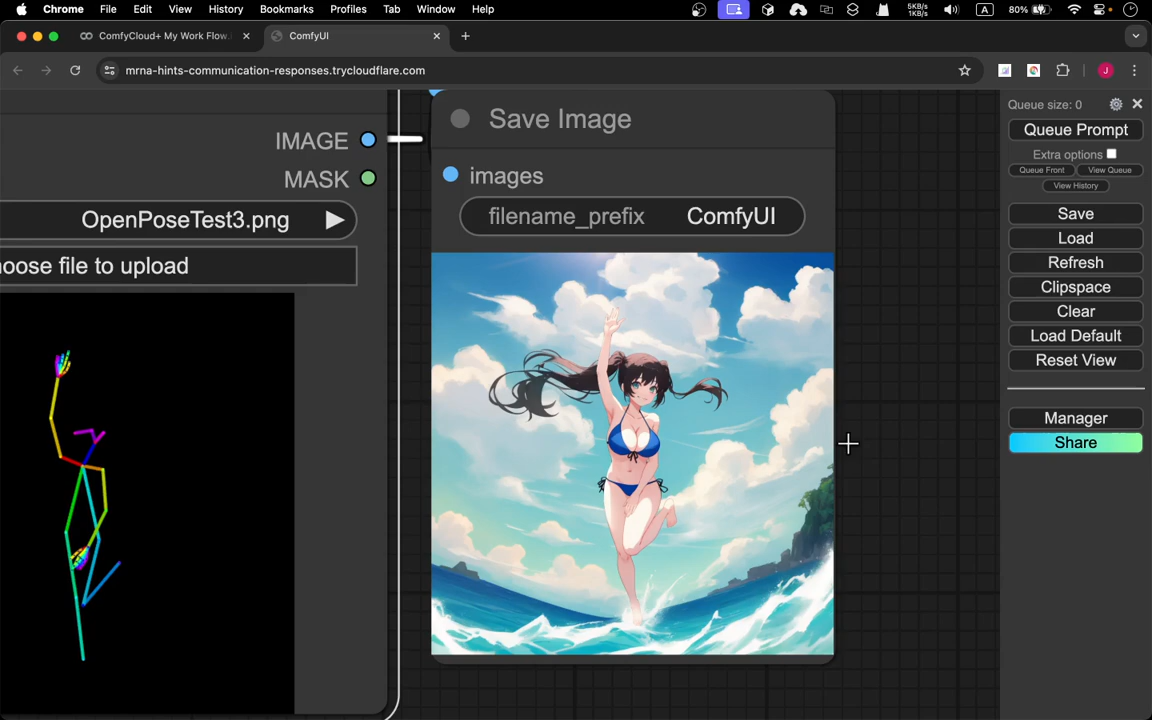 Chrome File Edit View History Bookmarks Profiles Tab Window Help 5KB/s 1KB/s A 80%
ComfyCloud+ My Work Flow. ComfyUI
mrna-hints-communication-responses.trycloudflare.com J
IMAGE
MASK
OpenPoseTest3.png
oose file to upload
Save Image
images
filename_prefix ComfyUI
Queue size: 0
Queue Prompt
Extra options
Queue Front View Queue
View History
Save
Load
Refresh
Clipspace
Clear
Load Default
Reset View
Manager
Share